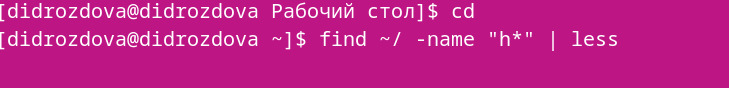 [didrozdova@didrozdova Рабочий стол]$ cd
[didrozdova@didrozdova ~]$ find ~/ -name "h*" | less